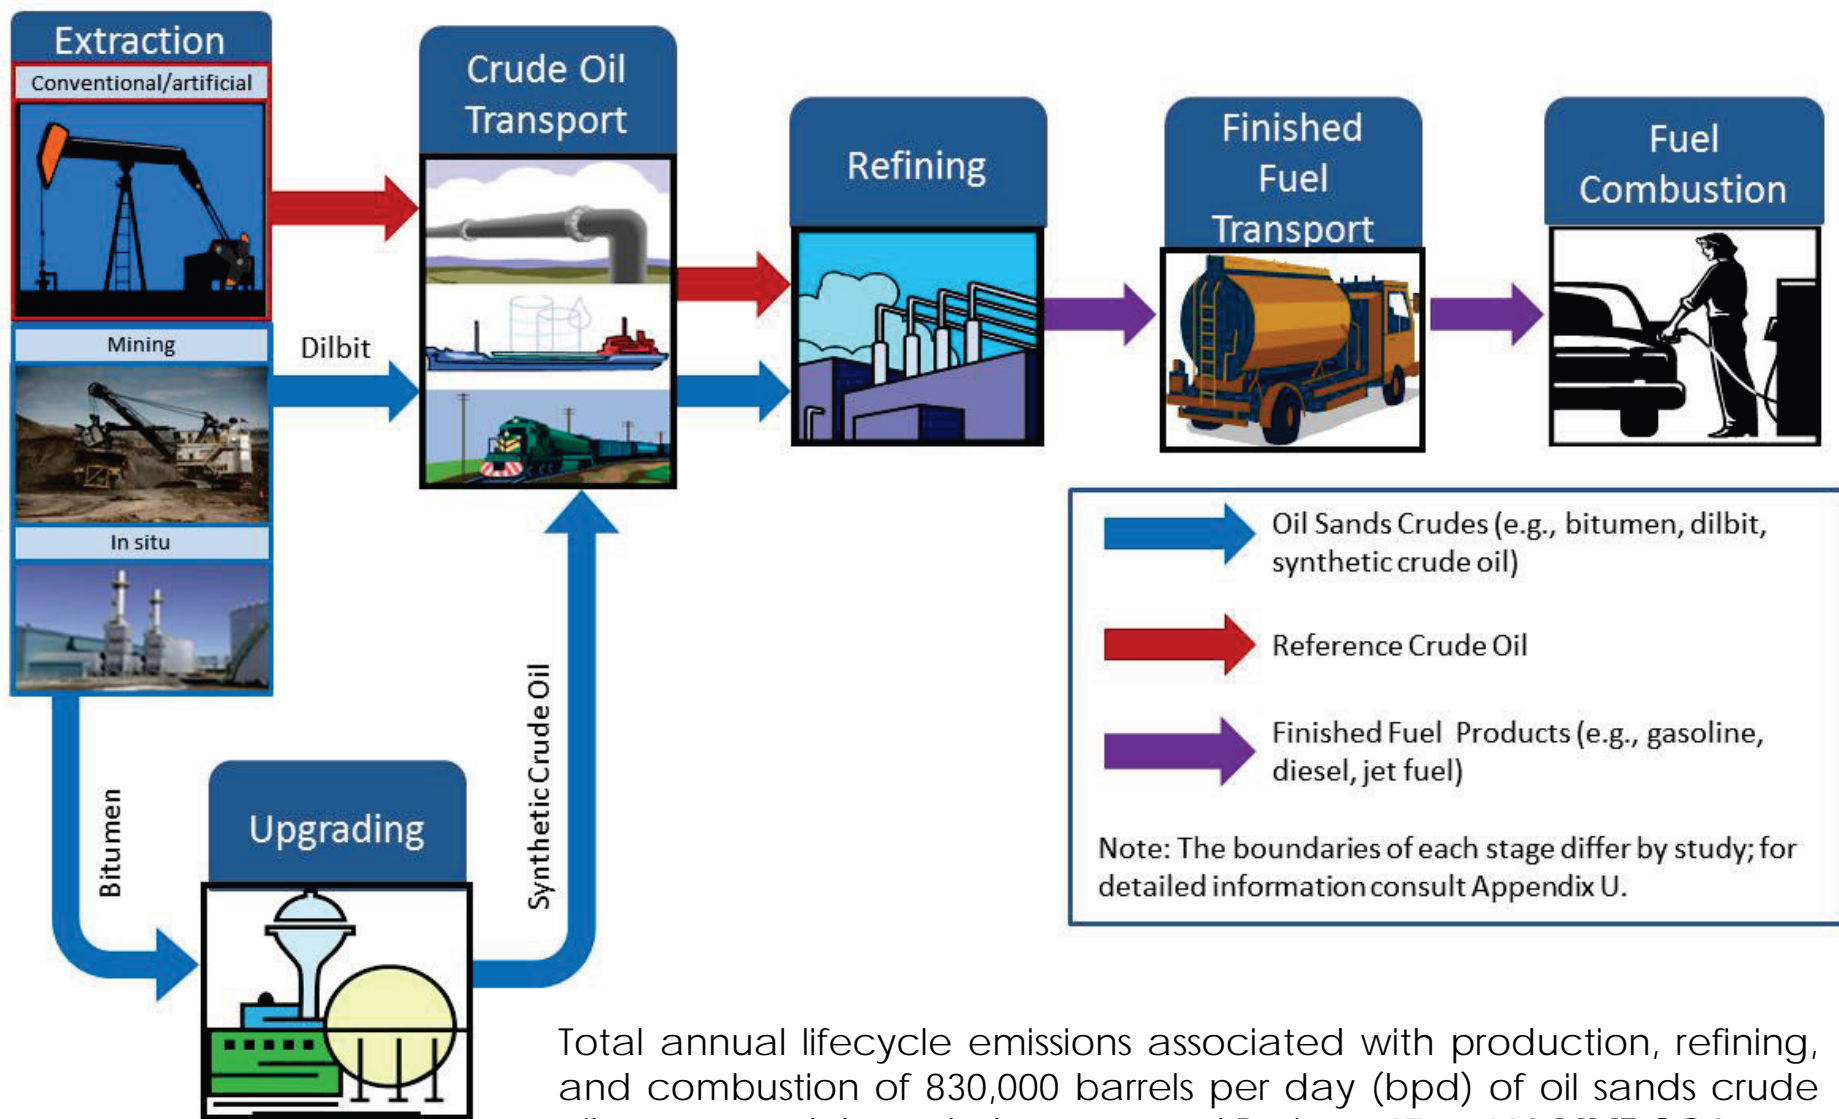 Extraction
Conventional/artificial
Mining
In situ
Dilbit
Crude Oil
Transport
Refining
Finished
Fuel
Transport
Fuel
Combustion
Bitumen
Upgrading
Synthetic Crude Oil
Oil Sands Crudes (e.g., bitumen, dilbit,
synthetic crude oil)
Reference Crude Oil
Finished Fuel Products (e.g., gasoline,
diesel, jet fuel)
Note: The boundaries of each stage differ by study; for
detailed information consult Appendix U.
Total annual lifecycle emissions associated with production, refining,
and combustion of 830,000 barrels per day (bpd) of oil sands crude